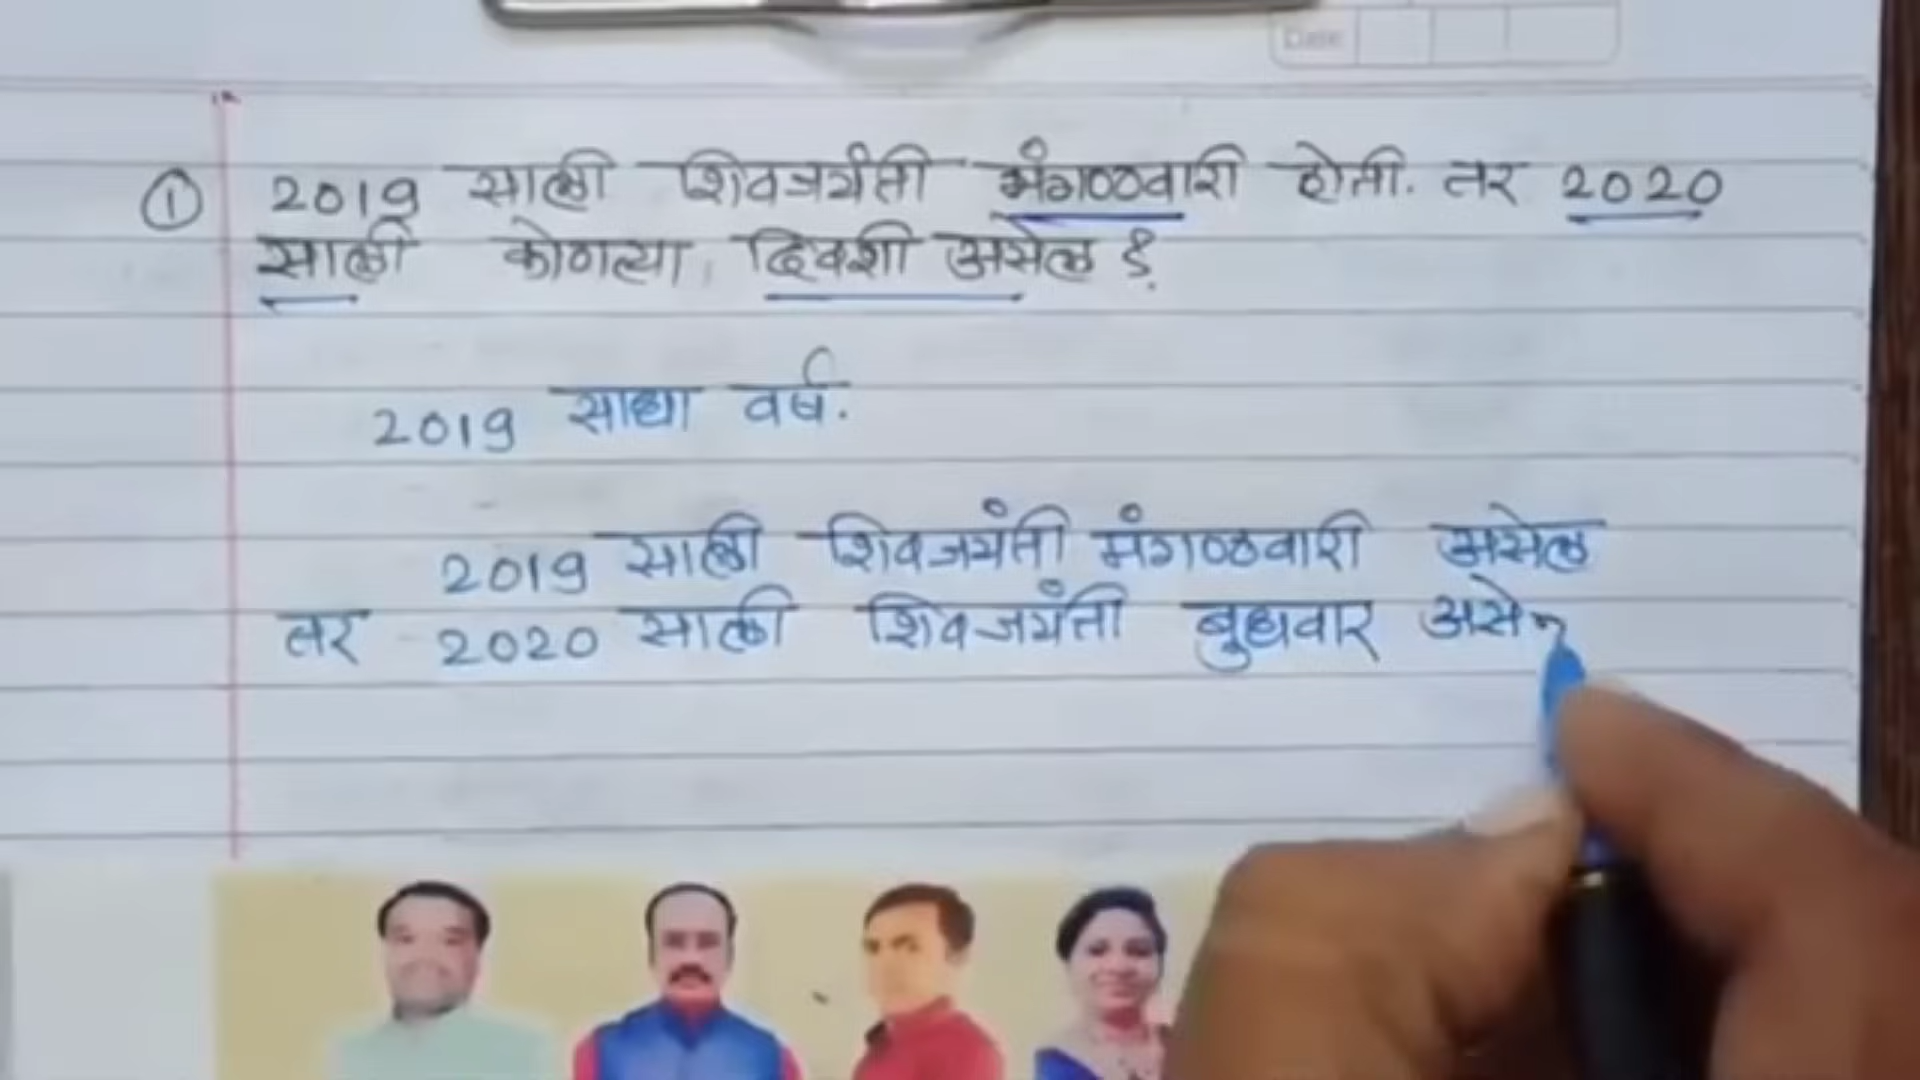 Date
① 2019 साली शिवजयंती मंगळवारी होती. तर 2020
साली कोणत्या दिवशी असेल ?
2019 साधा वर्ष.
2019 साली शिवजयंती मंगळवारी असेल
तर 2020 साली शिवजयंती बुधवार असे